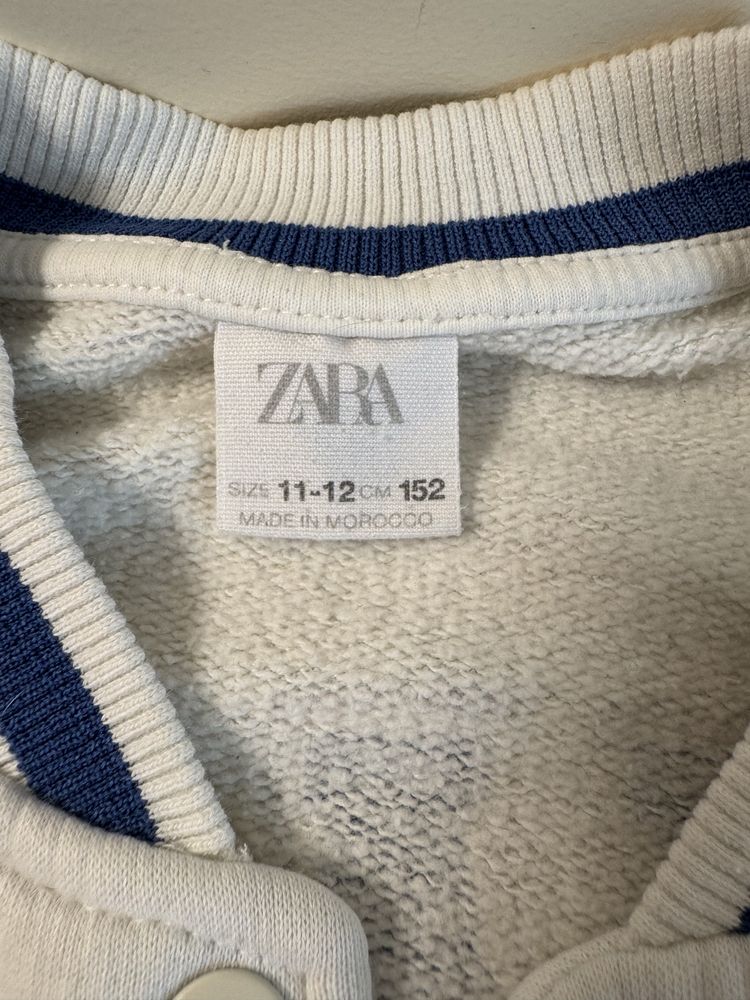 ZARA
SIZE 11-12 CM 152
MADE IN MOROCCO